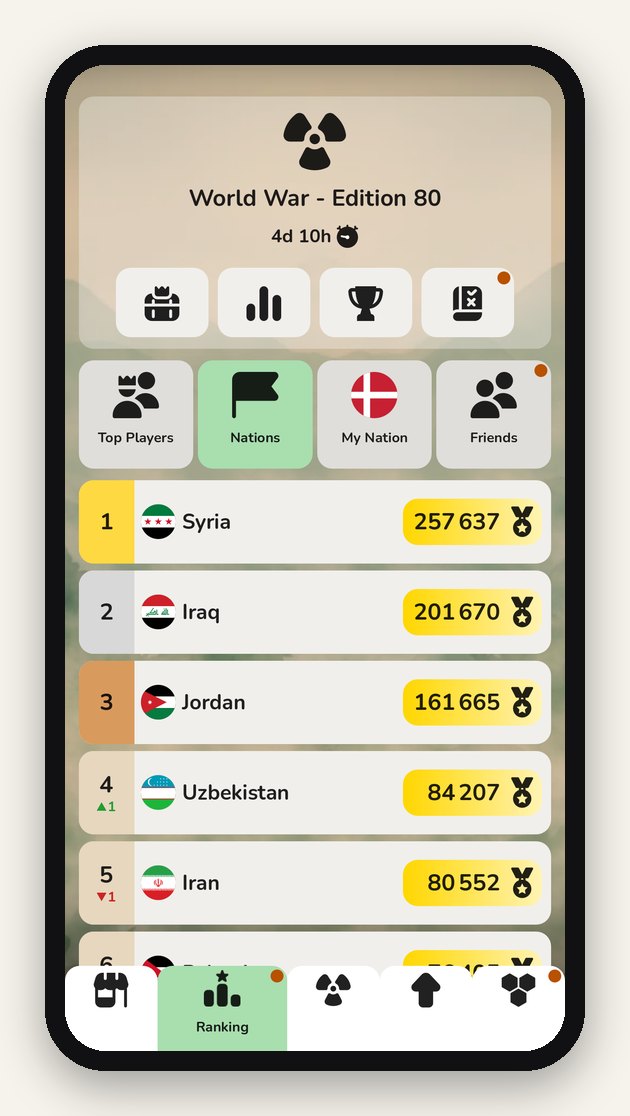 World War - Edition 80
4d 10h
Top Players
Nations
My Nation
Friends
1
Syria
257 637
2
Iraq
201 670
3
Jordan
161 665
4
▲1
Uzbekistan
84 207
5
▼1
Iran
80 552
6
Ranking